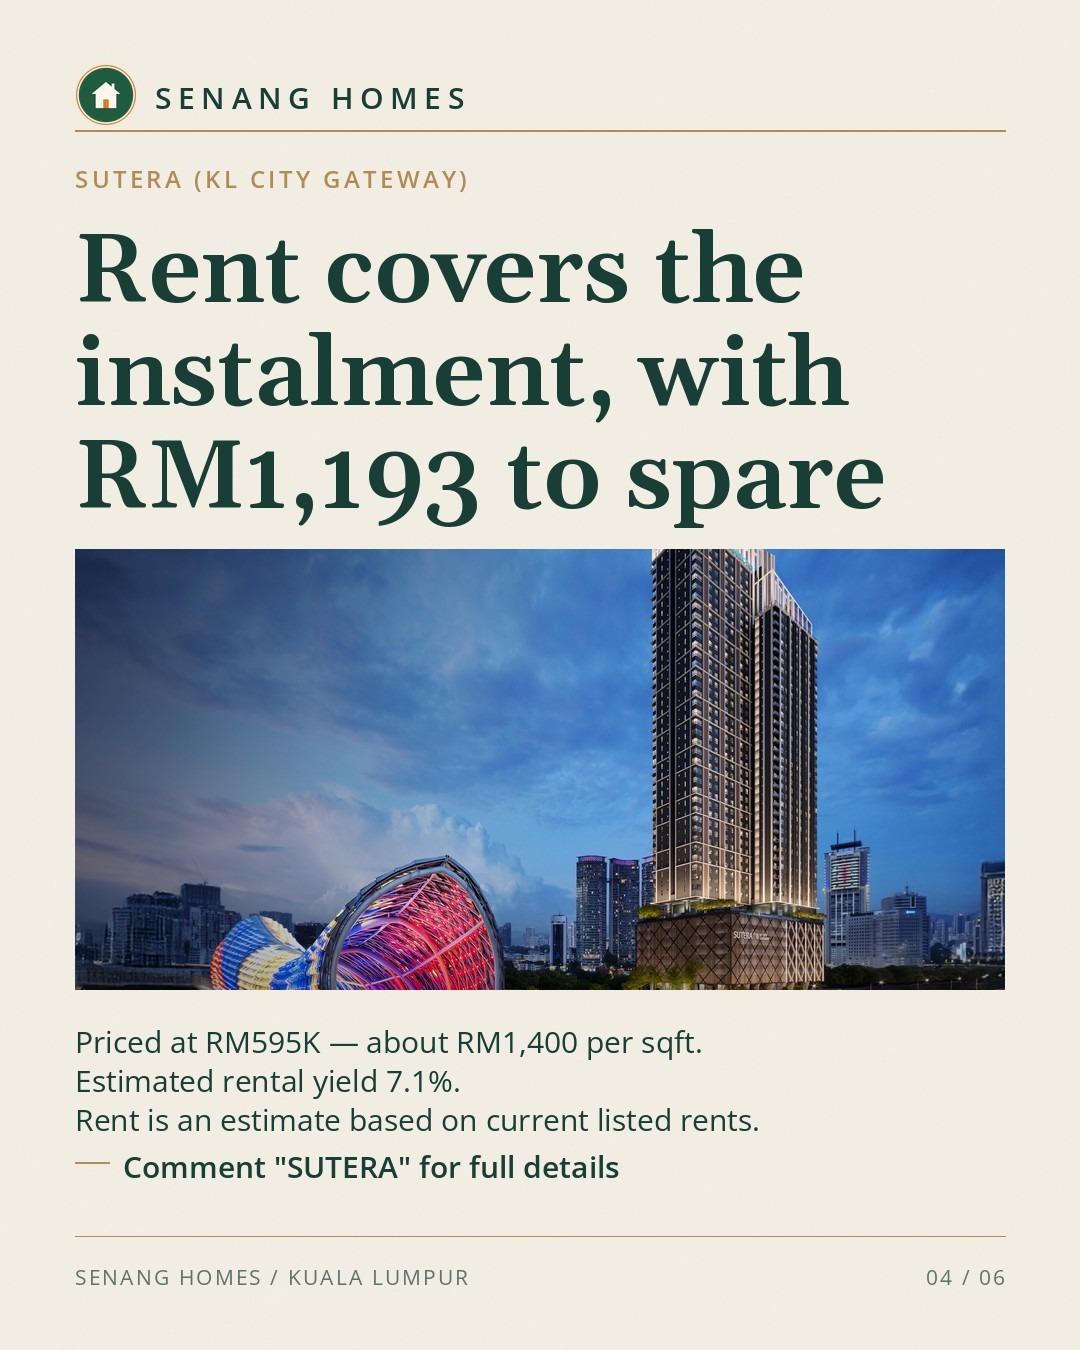 SENANG HOMES
SUTERA (KL CITY GATEWAY)
Rent covers the
instalment, with
RM1,193 to spare
SUTERA
Priced at RM595K — about RM1,400 per sqft.
Estimated rental yield 7.1%.
Rent is an estimate based on current listed rents.
Comment "SUTERA" for full details
SENANG HOMES / KUALA LUMPUR
04 / 06